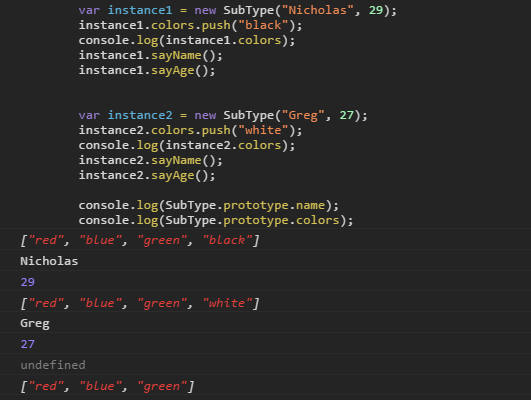 var instance1 = new SubType("Nicholas", 29);
instance1.colors.push("black");
console.log(instance1.colors);
instance1.sayName();
instance1.sayAge();
var instance2 = new SubType("Greg", 27);
instance2.colors.push("white");
console.log(instance2.colors);
instance2.sayName();
instance2.sayAge();
console.log(SubType.prototype.name);
console.log(SubType.prototype.colors);
["red", "blue", "green", "black"]
Nicholas
29
["red", "blue", "green", "white"]
Greg
27
undefined
["red", "blue", "green"]